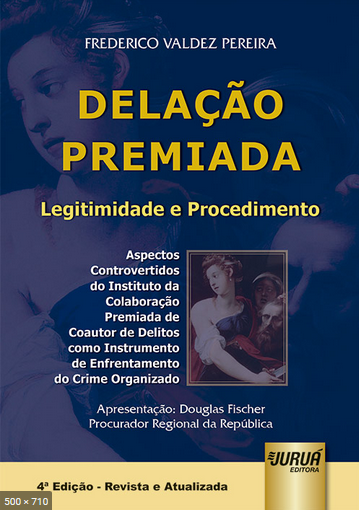 FREDERICO VALDEZ PEREIRA
DELAÇÃO
PREMIADA
Legitimidade e Procedimento
Aspectos
Controvertidos
do Instituto da
Colaboração
Premiada de
Coautor de Delitos
como Instrumento
de Enfrentamento
do Crime Organizado
Apresentação: Douglas Fischer
Procurador Regional da República
JURUÁ
EDITORA
4ª Edição - Revista e Atualizada
500 × 710